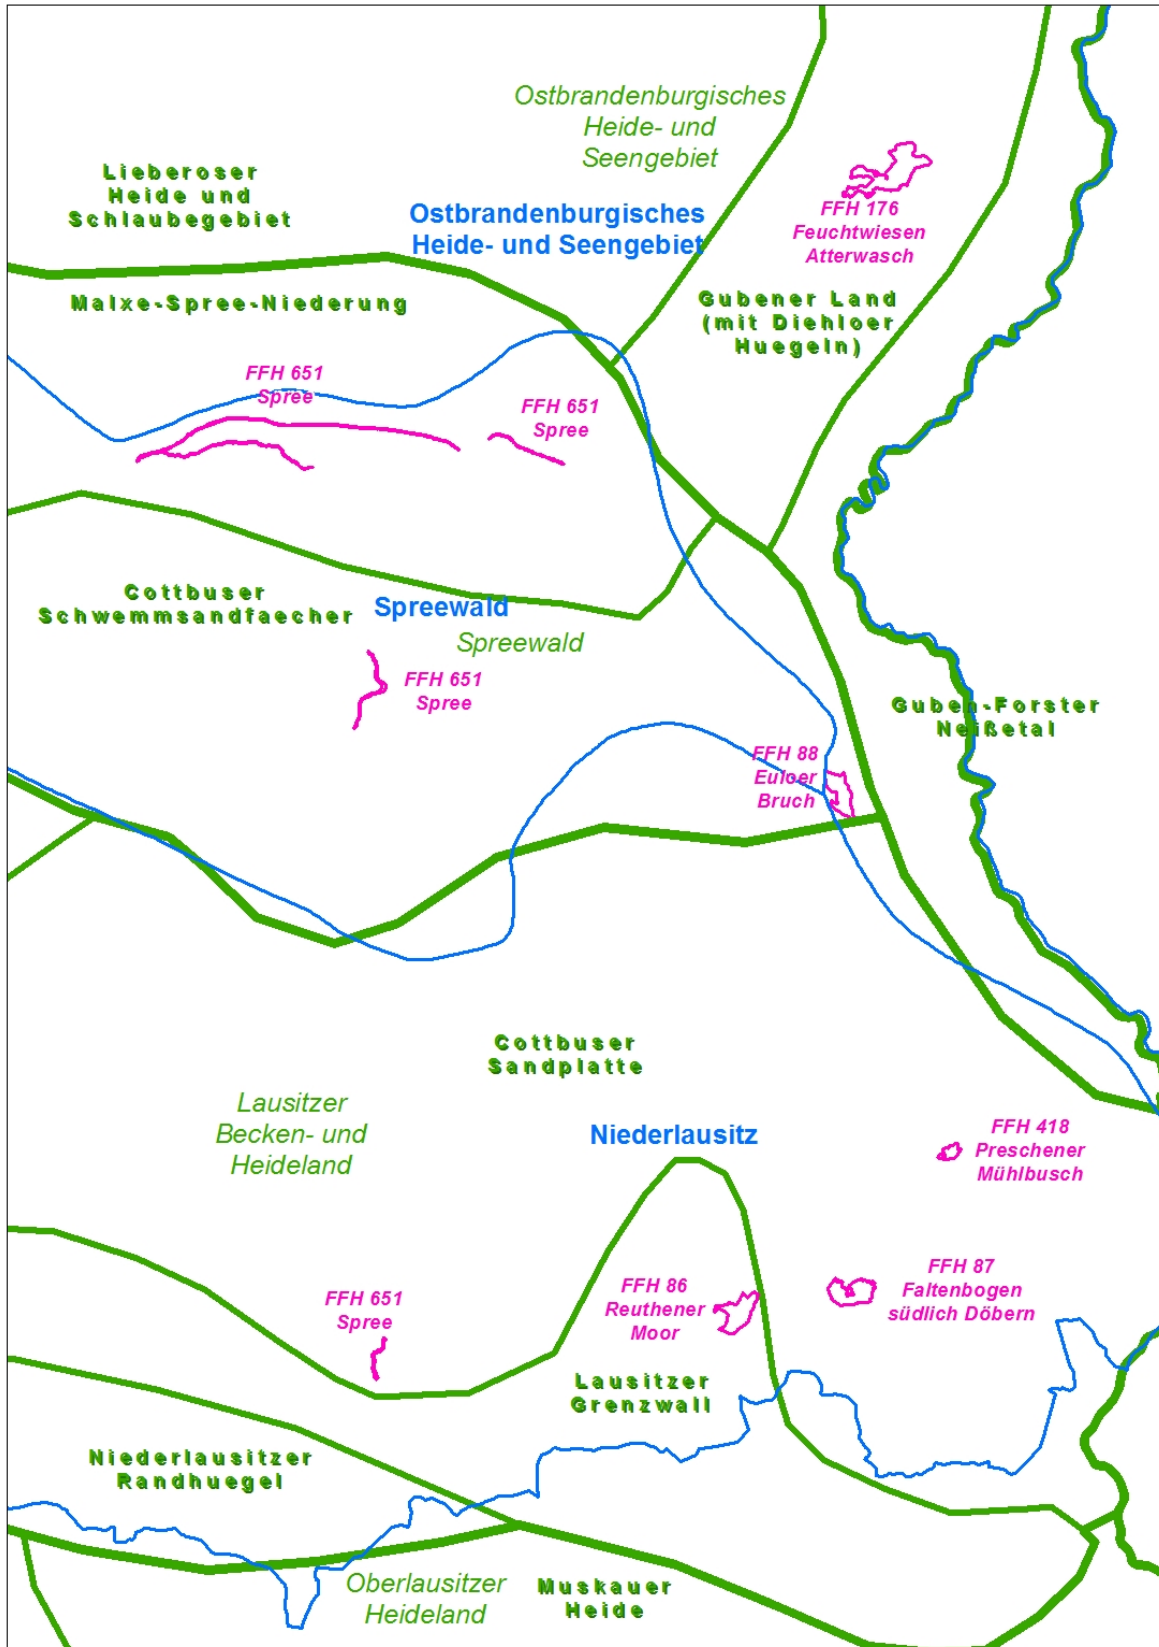 Ostbrandenburgisches
Heide- und
Seengebiet
Lieberoser
Heide und
Schlaubegebiet
FFH 176
Feuchtwiesen
Atterwasch
Ostbrandenburgisches
Heide- und Seengebiet
Malxe-Spree-Niederung
Gubener Land
(mit Diehloer
Huegeln)
FFH 651
Spree
FFH 651
Spree
Cottbuser
Schwemmsandfaecher
Spreewald
Spreewald
FFH 651
Spree
Guben-Forster
Neißetal
FFH 88
Euloer
Bruch
Cottbuser
Sandplatte
Lausitzer
Becken- und
Heideland
Niederlausitz
FFH 418
Preschener
Mühlbusch
FFH 87
Faltenbogen
südlich Döbern
FFH 86
Reuthener
Moor
FFH 651
Spree
Lausitzer
Grenzwall
Niederlausitzer
Randhuegel
Oberlausitzer
Heideland
Muskauer
Heide